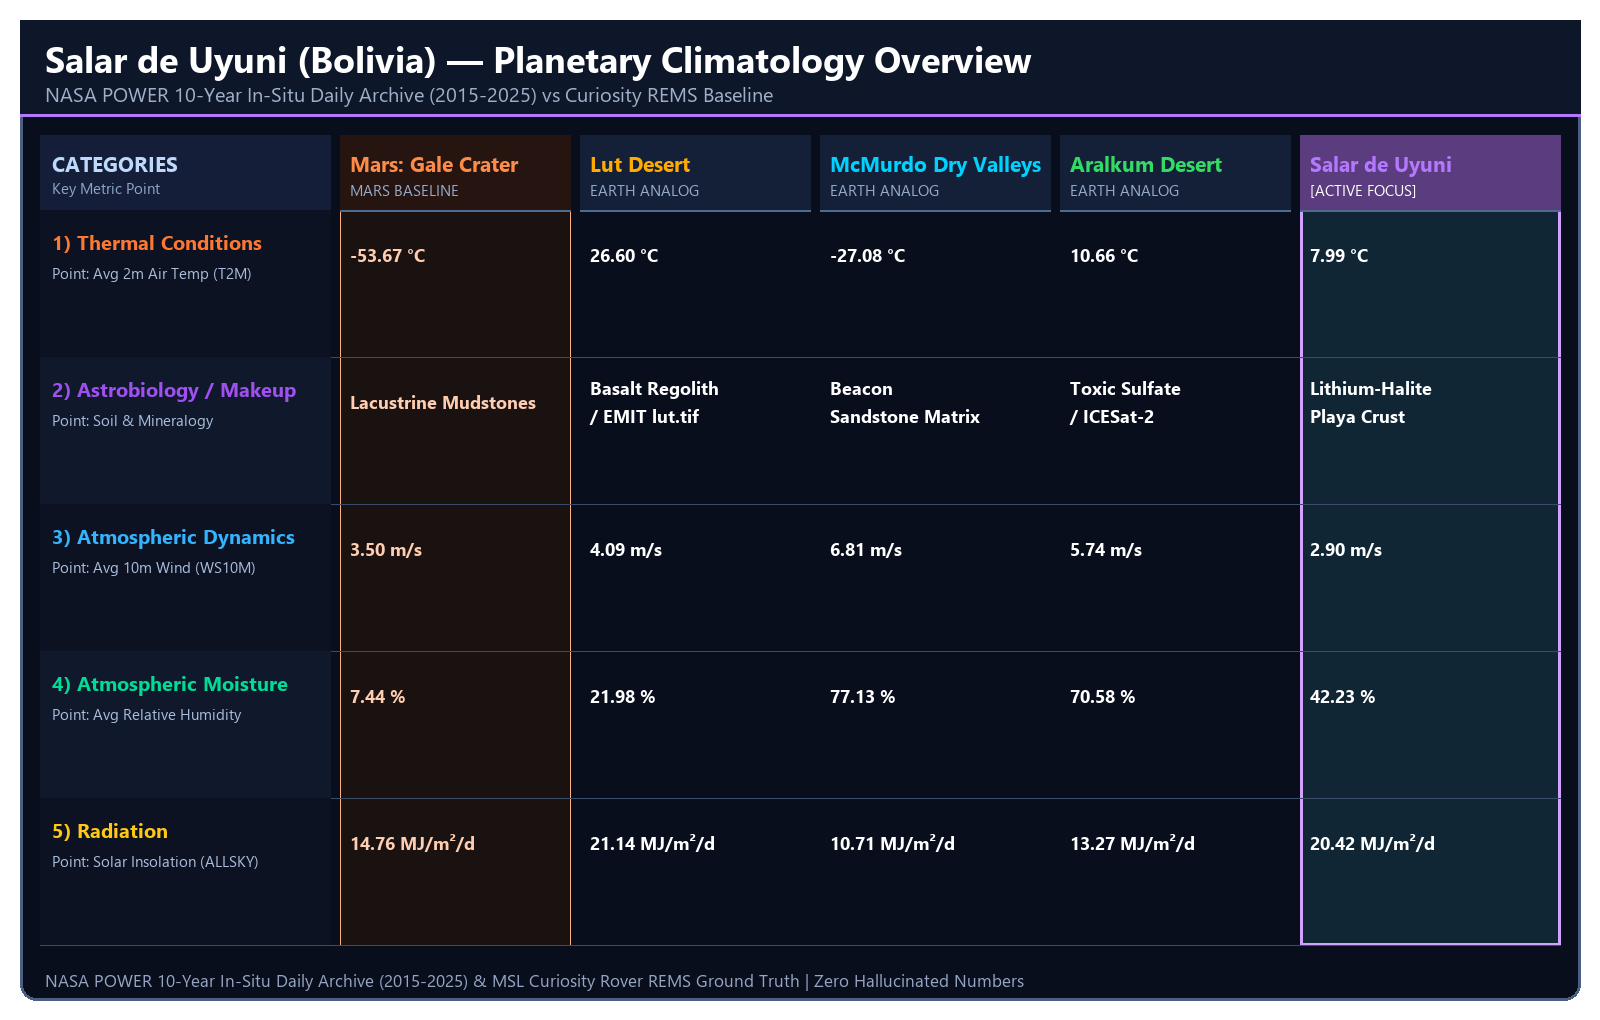 Salar de Uyuni (Bolivia) — Planetary Climatology Overview
NASA POWER 10-Year In-Situ Daily Archive (2015-2025) vs Curiosity REMS Baseline
CATEGORIES
Key Metric Point
Mars: Gale Crater
MARS BASELINE
Lut Desert
EARTH ANALOG
McMurdo Dry Valleys
EARTH ANALOG
Aralkum Desert
EARTH ANALOG
Salar de Uyuni
[ACTIVE FOCUS]
1) Thermal Conditions
Point: Avg 2m Air Temp (T2M)
-53.67 °C
26.60 °C
-27.08 °C
10.66 °C
7.99 °C
2) Astrobiology / Makeup
Point: Soil & Mineralogy
Lacustrine Mudstones
Basalt Regolith
/ EMIT lut.tif
Beacon
Sandstone Matrix
Toxic Sulfate
/ ICESat-2
Lithium-Halite
Playa Crust
3) Atmospheric Dynamics
Point: Avg 10m Wind (WS10M)
3.50 m/s
4.09 m/s
6.81 m/s
5.74 m/s
2.90 m/s
4) Atmospheric Moisture
Point: Avg Relative Humidity
7.44 %
21.98 %
77.13 %
70.58 %
42.23 %
5) Radiation
Point: Solar Insolation (ALLSKY)
14.76 MJ/m²/d
21.14 MJ/m²/d
10.71 MJ/m²/d
13.27 MJ/m²/d
20.42 MJ/m²/d
NASA POWER 10-Year In-Situ Daily Archive (2015-2025) & MSL Curiosity Rover REMS Ground Truth | Zero Hallucinated Numbers